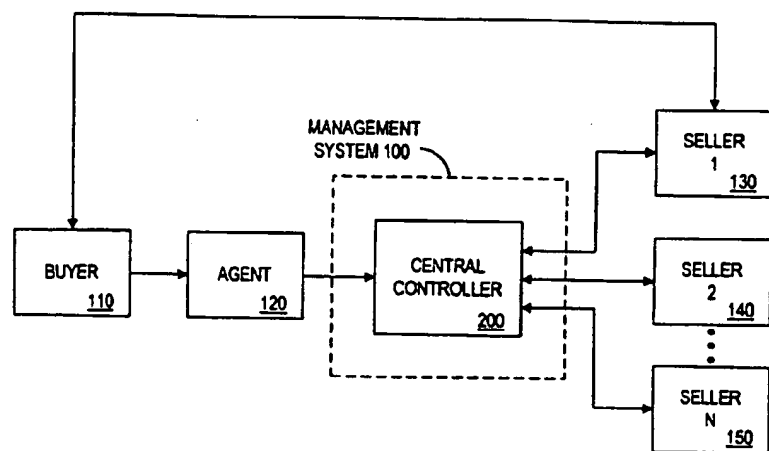 MANAGEMENT
SYSTEM 100
SELLER
1
130
BUYER
110
AGENT
120
CENTRAL
CONTROLLER
200
SELLER
2
140
SELLER
N
150